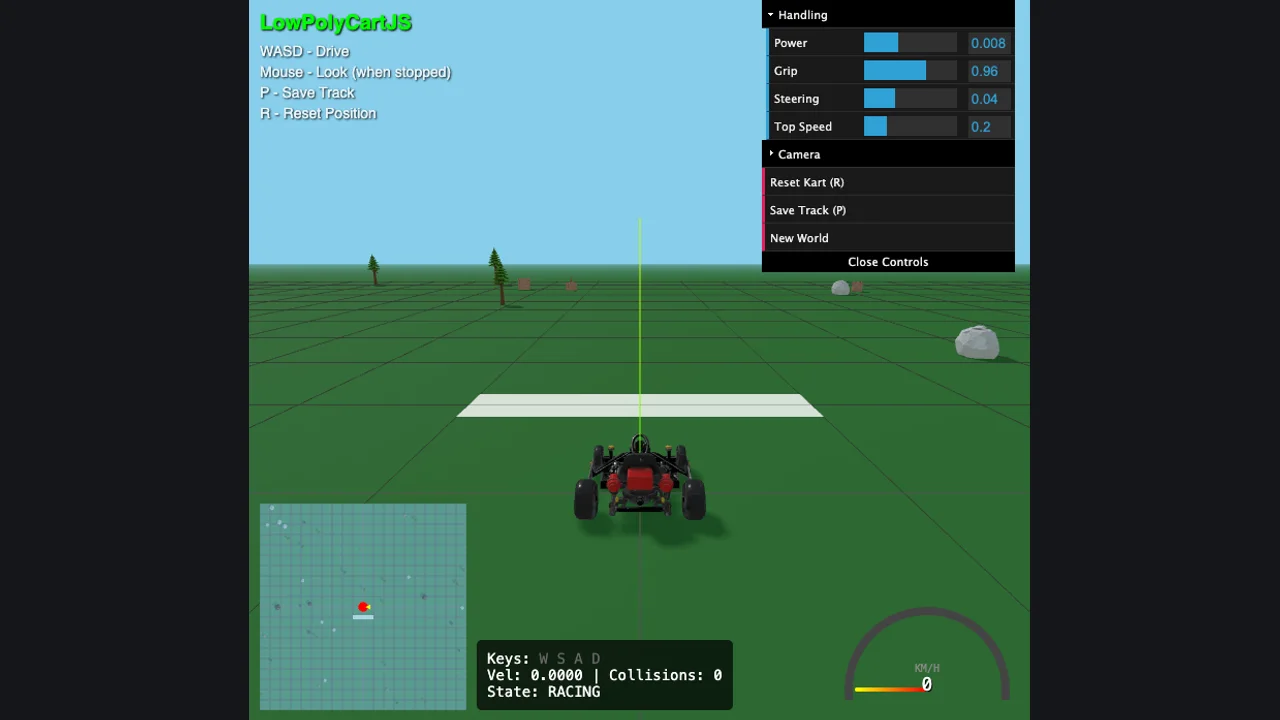 LowPolyCartJS
WASD - Drive
Mouse - Look (when stopped)
P - Save Track
R - Reset Position
Handling
Power 0.008
Grip 0.96
Steering 0.04
Top Speed 0.2
Camera
Reset Kart (R)
Save Track (P)
New World
Close Controls
Keys: W S A D
Vel: 0.0000 | Collisions: 0
State: RACING
KM/H
0